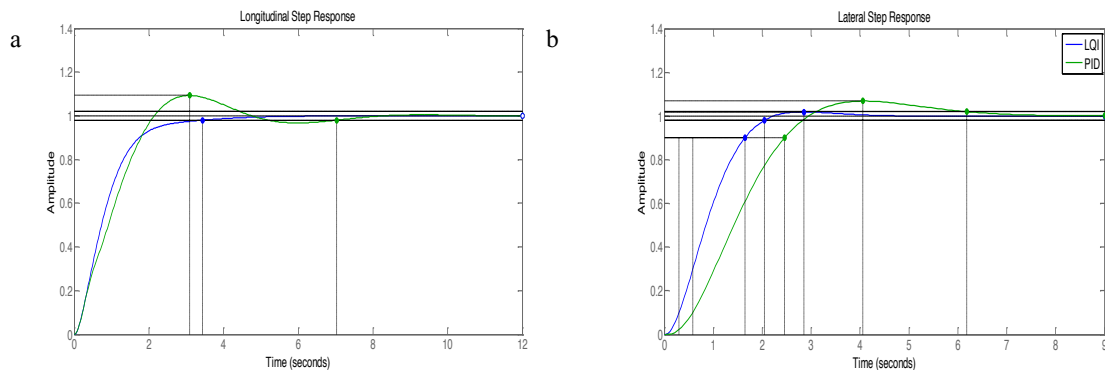 a
Longitudinal Step Response
1.4
1.2
1
0.8
0.6
0.4
0.2
0
Amplitude
0 2 4 6 8 10 12
Time (seconds)
b
Lateral Step Response
LQI
PID
1.4
1.2
1
0.8
0.6
0.4
0.2
0
Amplitude
0 1 2 3 4 5 6 7 8 9
Time (seconds)